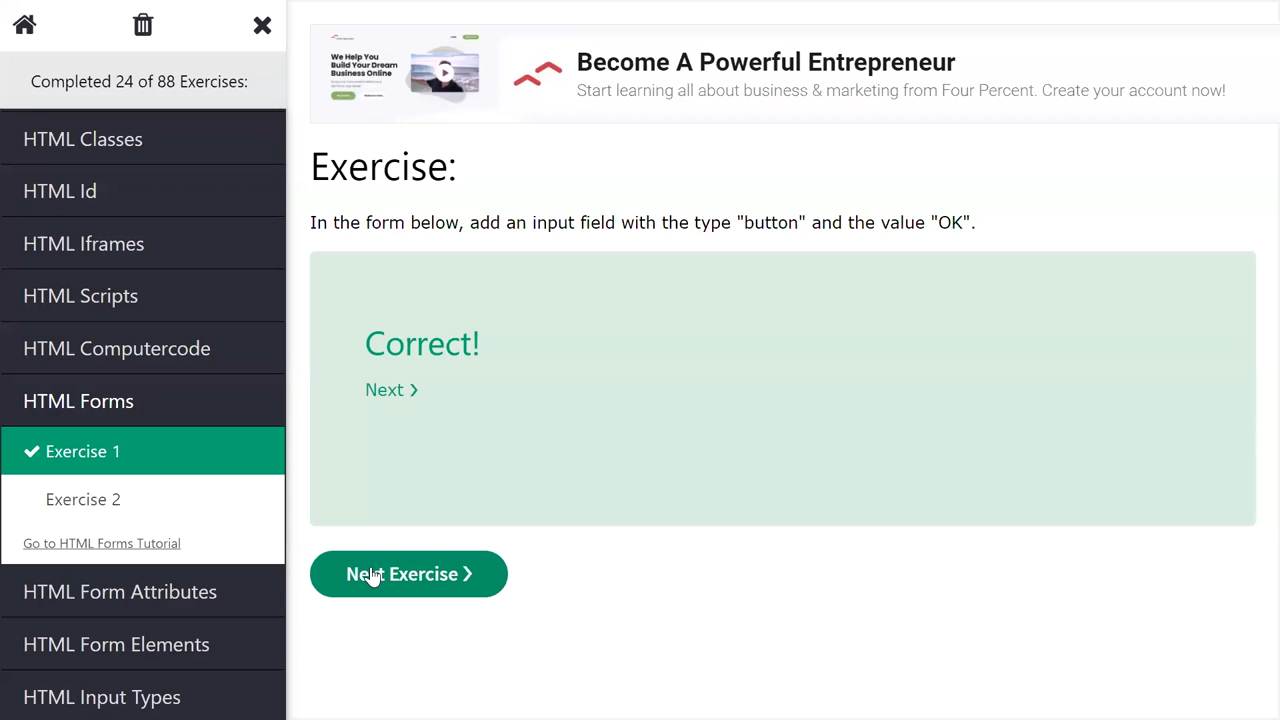 Completed 24 of 88 Exercises:
HTML Classes
HTML Id
HTML Iframes
HTML Scripts
HTML Computercode
HTML Forms
Exercise 1
Exercise 2
Go to HTML Forms Tutorial
HTML Form Attributes
HTML Form Elements
HTML Input Types
We Help You
Build Your Dream
Business Online
Become A Powerful Entrepreneur
Start learning all about business & marketing from Four Percent. Create your account now!
Exercise:
In the form below, add an input field with the type "button" and the value "OK".
Correct!
Next ❯
Next Exercise ❯